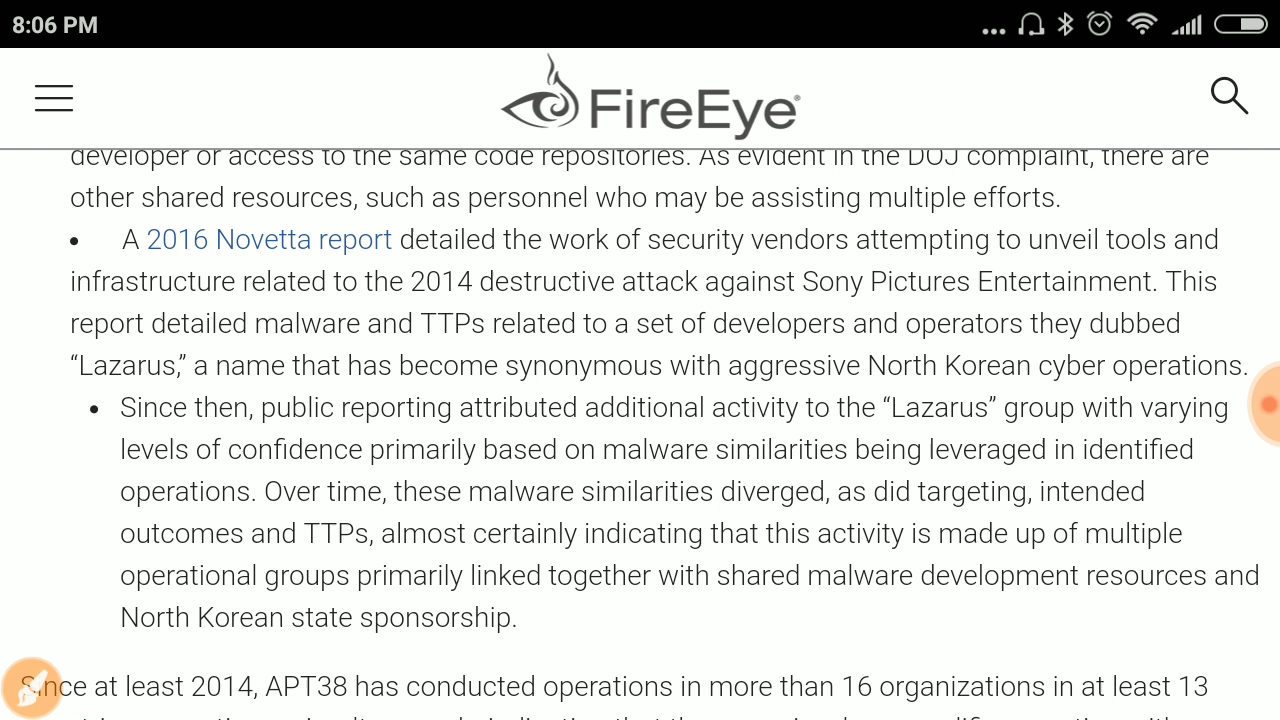 8:06 PM
FireEye
developer or access to the same code repositories. As evident in the DOJ complaint, there are
other shared resources, such as personnel who may be assisting multiple efforts.
• A 2016 Novetta report detailed the work of security vendors attempting to unveil tools and
infrastructure related to the 2014 destructive attack against Sony Pictures Entertainment. This
report detailed malware and TTPs related to a set of developers and operators they dubbed
“Lazarus,” a name that has become synonymous with aggressive North Korean cyber operations.
• Since then, public reporting attributed additional activity to the “Lazarus” group with varying
levels of confidence primarily based on malware similarities being leveraged in identified
operations. Over time, these malware similarities diverged, as did targeting, intended
outcomes and TTPs, almost certainly indicating that this activity is made up of multiple
operational groups primarily linked together with shared malware development resources and
North Korean state sponsorship.
Since at least 2014, APT38 has conducted operations in more than 16 organizations in at least 13